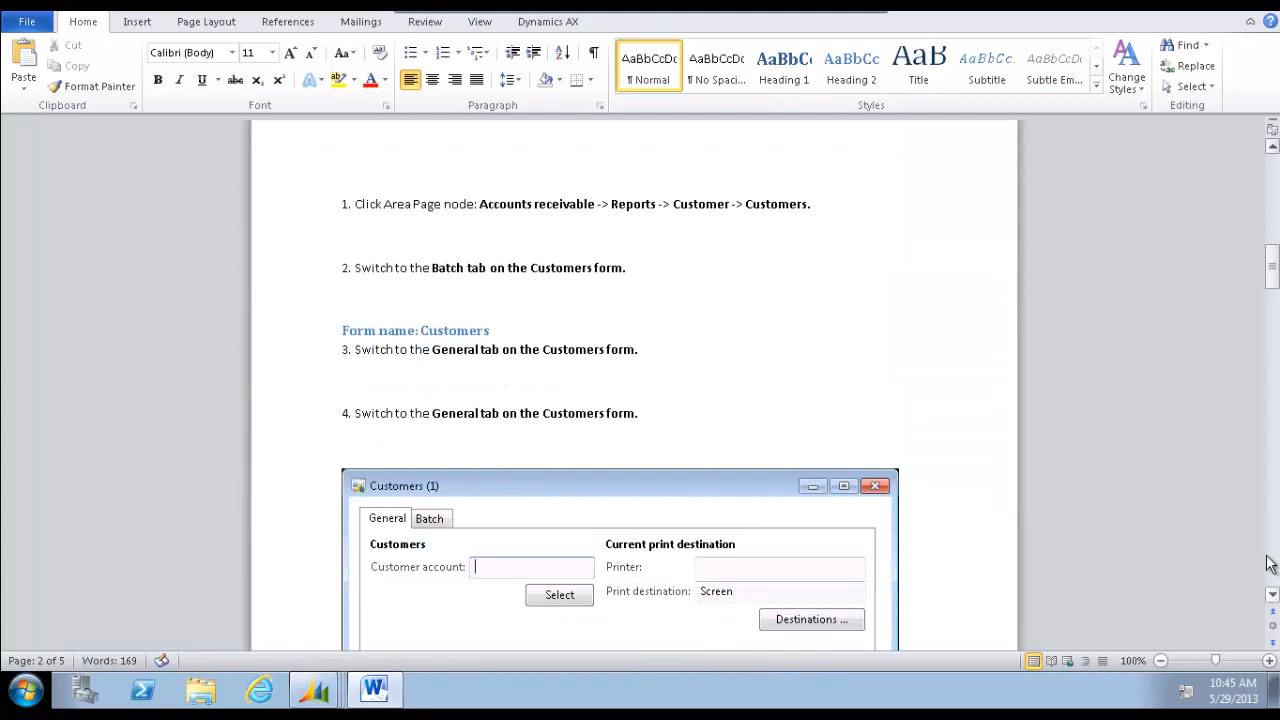 File Home Insert Page Layout References Mailings Review View Dynamics AX
Cut
Copy
Format Painter
Paste
Clipboard
Calibri (Body) 11
Font
Paragraph
AaBbCcDc AaBbCcDc AaBbC AaBbCc AaB AaBbCc. AaBbCcDc
¶ Normal ¶ No Spaci... Heading 1 Heading 2 Title Subtitle Subtle Em...
Styles
Change
Styles
Find
Replace
Select
Editing
1. Click Area Page node: Accounts receivable -> Reports -> Customer -> Customers.
2. Switch to the Batch tab on the Customers form.
Form name: Customers
3. Switch to the General tab on the Customers form.
4. Switch to the General tab on the Customers form.
Customers (1)
General Batch
Customers Current print destination
Customer account: Printer:
Select Print destination: Screen
Destinations ...
Page: 2 of 5 Words: 169 100%
10:45 AM
5/29/2013